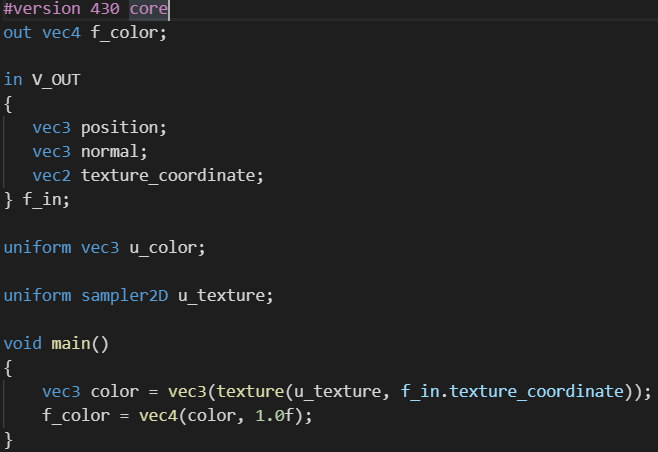 #version 430 core
out vec4 f_color;
in V_OUT
{
vec3 position;
vec3 normal;
vec2 texture_coordinate;
} f_in;
uniform vec3 u_color;
uniform sampler2D u_texture;
void main()
{
vec3 color = vec3(texture(u_texture, f_in.texture_coordinate));
f_color = vec4(color, 1.0f);
}